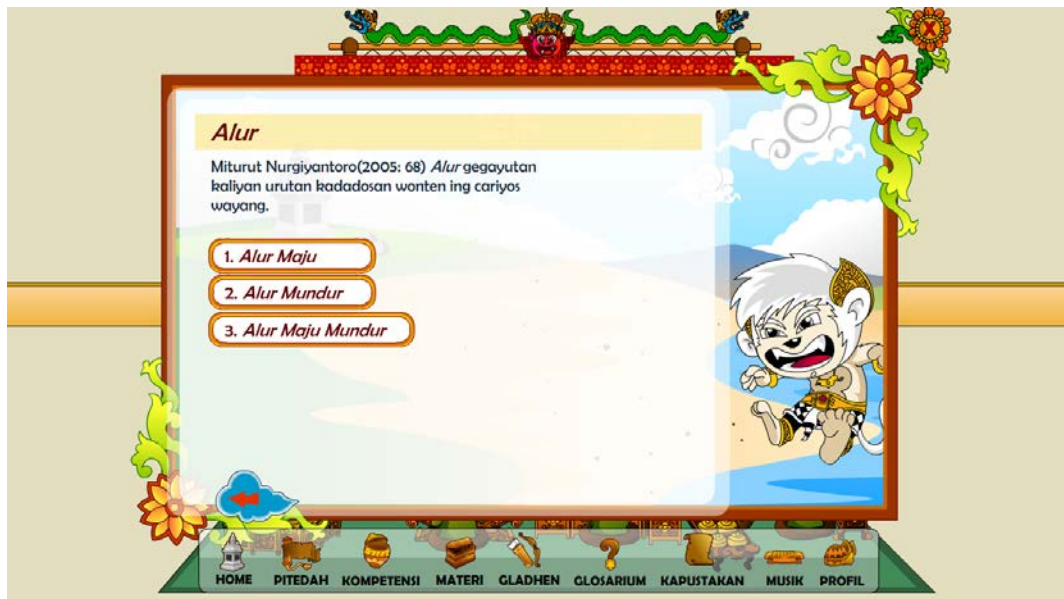 X
Alur
Miturut Nurgiyantoro(2005: 68) Alur gegayutan
kaliyan urutan kadadosan wonten ing cariyos
wayang.
1. Alur Maju
2. Alur Mundur
3. Alur Maju Mundur
HOME PITEDAH KOMPETENSI MATERI GLADHEN GLOSARIUM KAPUSTAKAN MUSIK PROFIL